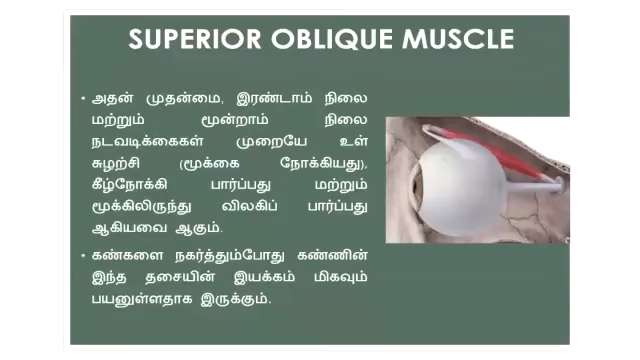 SUPERIOR OBLIQUE MUSCLE
• அதன் முதன்மை, இரண்டாம் நிலை
மற்றும் மூன்றாம் நிலை
நடவடிக்கைகள் முறையே உள்
சுழற்சி (மூக்கை நோக்கியது),
கீழ்நோக்கி பார்ப்பது மற்றும்
மூக்கிலிருந்து விலகிப் பார்ப்பது
ஆகியவை ஆகும்.
• கண்களை நகர்த்தும்போது கண்ணின்
இந்த தசையின் இயக்கம் மிகவும்
பயனுள்ளதாக இருக்கும்.